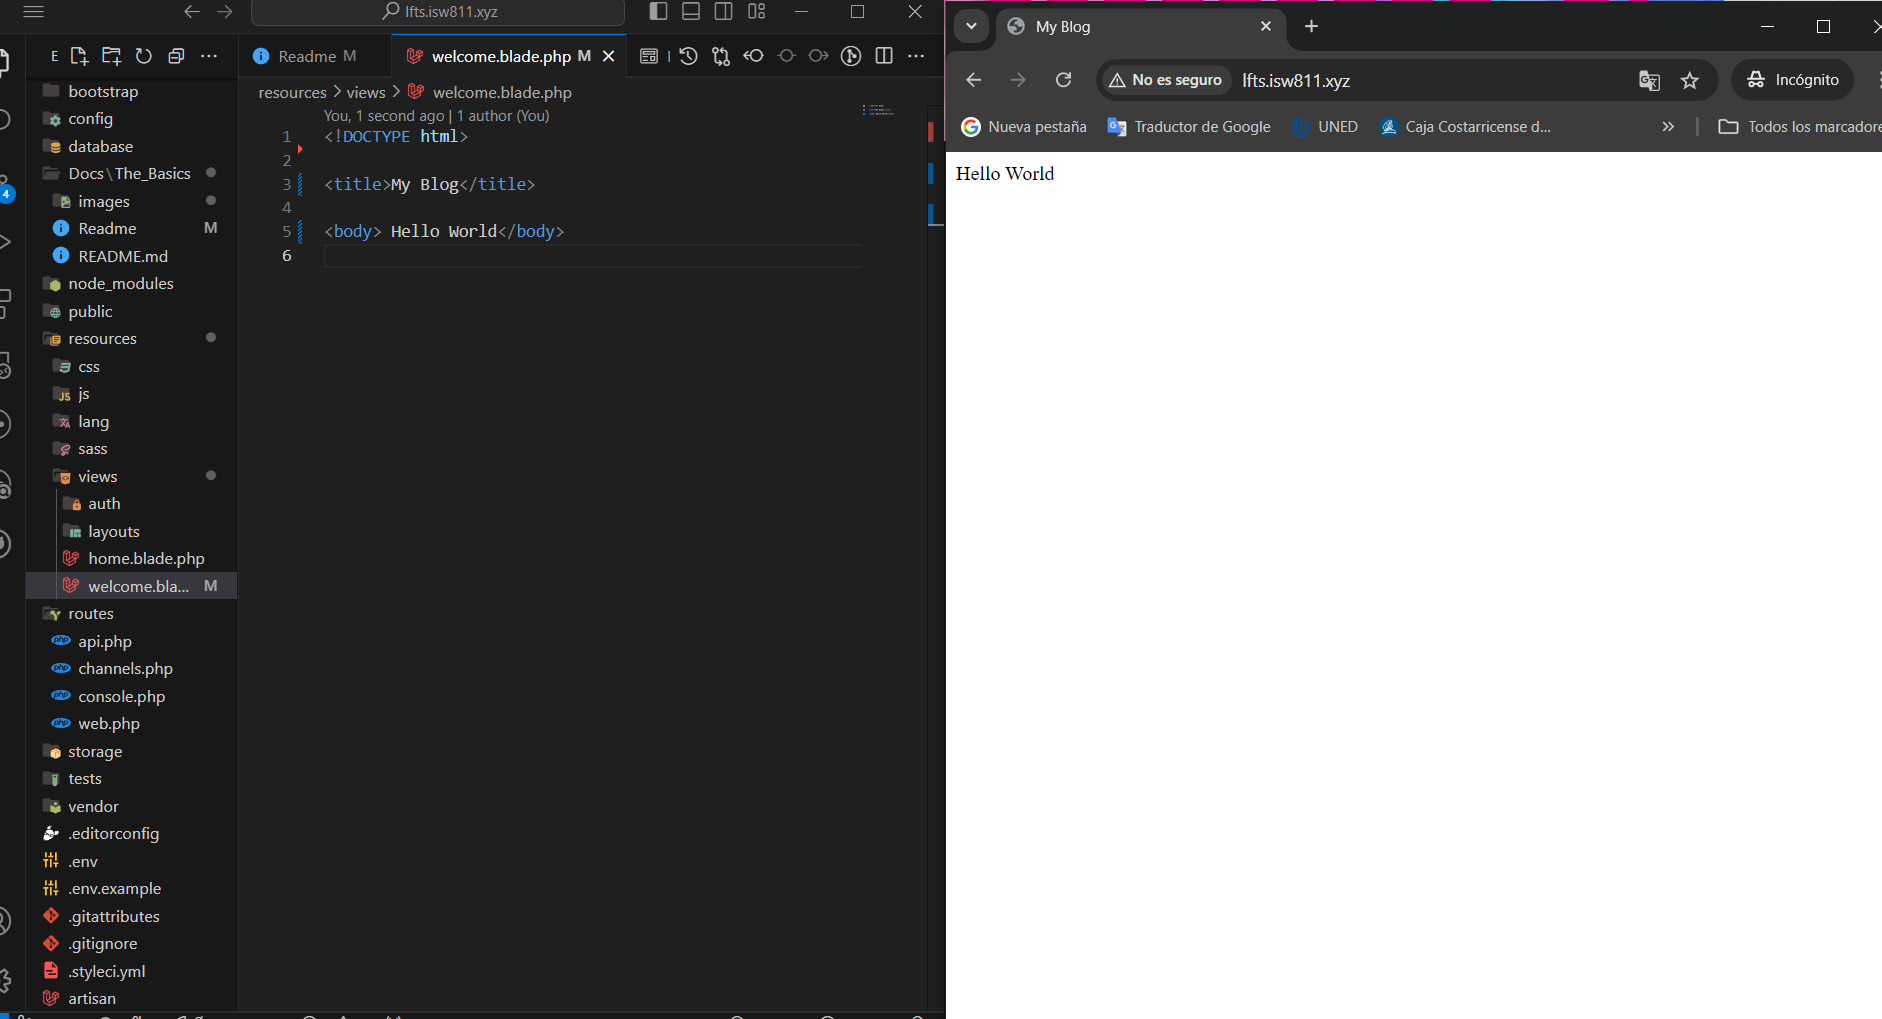 lfts.isw811.xyz
E
Readme M
welcome.blade.php M
resources > views > welcome.blade.php
You, 1 second ago | 1 author (You)
1 <!DOCTYPE html>
2
3 <title>My Blog</title>
4
5 <body> Hello World</body>
6
bootstrap
config
database
Docs\The_Basics
images
Readme M
README.md
node_modules
public
resources
css
js
lang
sass
views
auth
layouts
home.blade.php
welcome.bla... M
routes
api.php
channels.php
console.php
web.php
storage
tests
vendor
.editorconfig
.env
.env.example
.gitattributes
.gitignore
.styleci.yml
artisan
4
My Blog
No es seguro
lfts.isw811.xyz
Incógnito
Nueva pestaña
Traductor de Google
UNED
Caja Costarricense d...
Todos los marcadore
Hello World